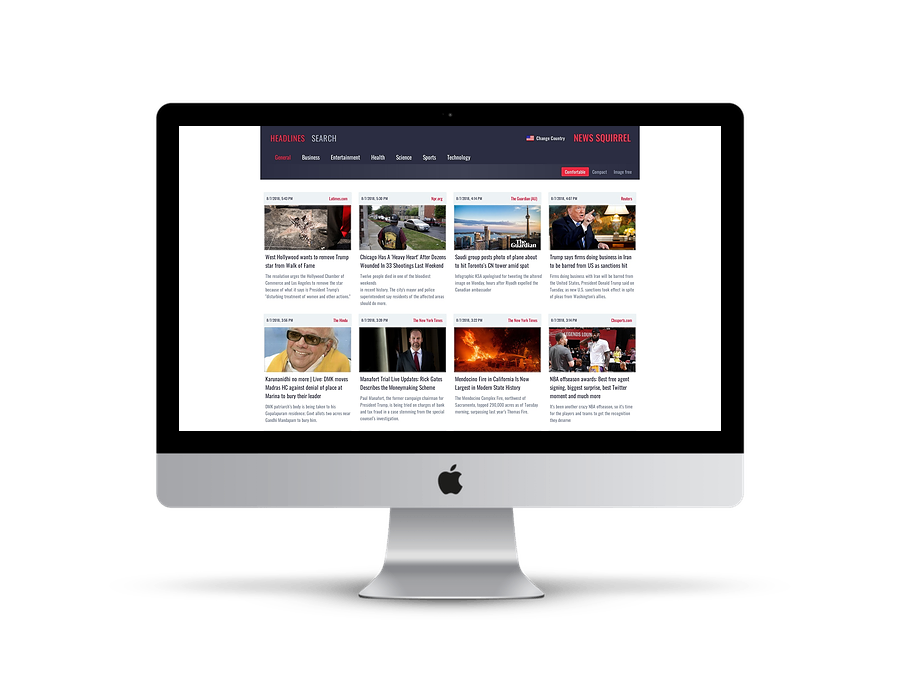 HEADLINES SEARCH
Change Country NEWS SQUIRREL
General Business Entertainment Health Science Sports Technology
Comfortable Compact Image free
8/7/2018, 5:43 PM Latimes.com
West Hollywood wants to remove Trump
star from Walk of Fame
The resolution urges the Hollywood Chamber of
Commerce and Los Angeles to remove the star
because of what it says is President Trump's
"disturbing treatment of women and other actions."
8/7/2018, 5:00 PM Npr.org
Chicago Has A 'Heavy Heart' After Dozens
Wounded In 33 Shootings Last Weekend
Twelve people died in one of the bloodiest
weekends
in recent history. The city's mayor and police
superintendent say residents of the affected areas
should do more.
8/7/2018, 4:14 PM The Guardian (AU)
The
Guardian
Saudi group posts photo of plane about
to hit Toronto's CN tower amid spat
Infographic KSA apologised for tweeting the altered
image on Monday, hours after Riyadh expelled the
Canadian ambassador
8/7/2018, 4:07 PM Reuters
Trump says firms doing business in Iran
to be barred from US as sanctions hit
Companies doing business with Iran will be barred from
the United States, President Donald Trump said on
Tuesday, as new U.S. sanctions took effect in spite
of pleas from Washington's allies.
8/7/2018, 3:56 PM The Hindu
Karunanidhi no more | Live: DMK moves
Madras HC against denial of place at
Marina to bury their leader
DMK patriarch's body is being taken to his
Gopalapuram residence. Govt allots two acres near
Gandhi Mandapam to bury him.
8/7/2018, 3:39 PM The New York Times
Manafort Trial Live Updates: Rick Gates
Describes the Moneymaking Scheme
Paul Manafort, the former campaign chairman for
President Trump, is being tried on charges of bank
and tax fraud in a case stemming from the special
counsel's investigation.
8/7/2018, 3:22 PM The New York Times
Mendocino Fire in California Is Now
Largest in Modern State History
The Mendocino Complex Fire, northwest of
Sacramento, topped 290,000 acres as of Tuesday
morning, surpassing last year's Thomas Fire.
8/7/2018, 3:14 PM Cbssports.com
LEGENDS
NBA offseason awards: Best free agent
signing, biggest surprise, best Twitter
moment and much more
It's been another crazy NBA offseason, so it's time
for the players and teams to get the recognition
they deserve